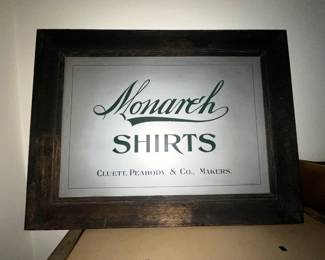 Monarch
SHIRTS
CLUETT, PEABODY & CO., MAKERS.